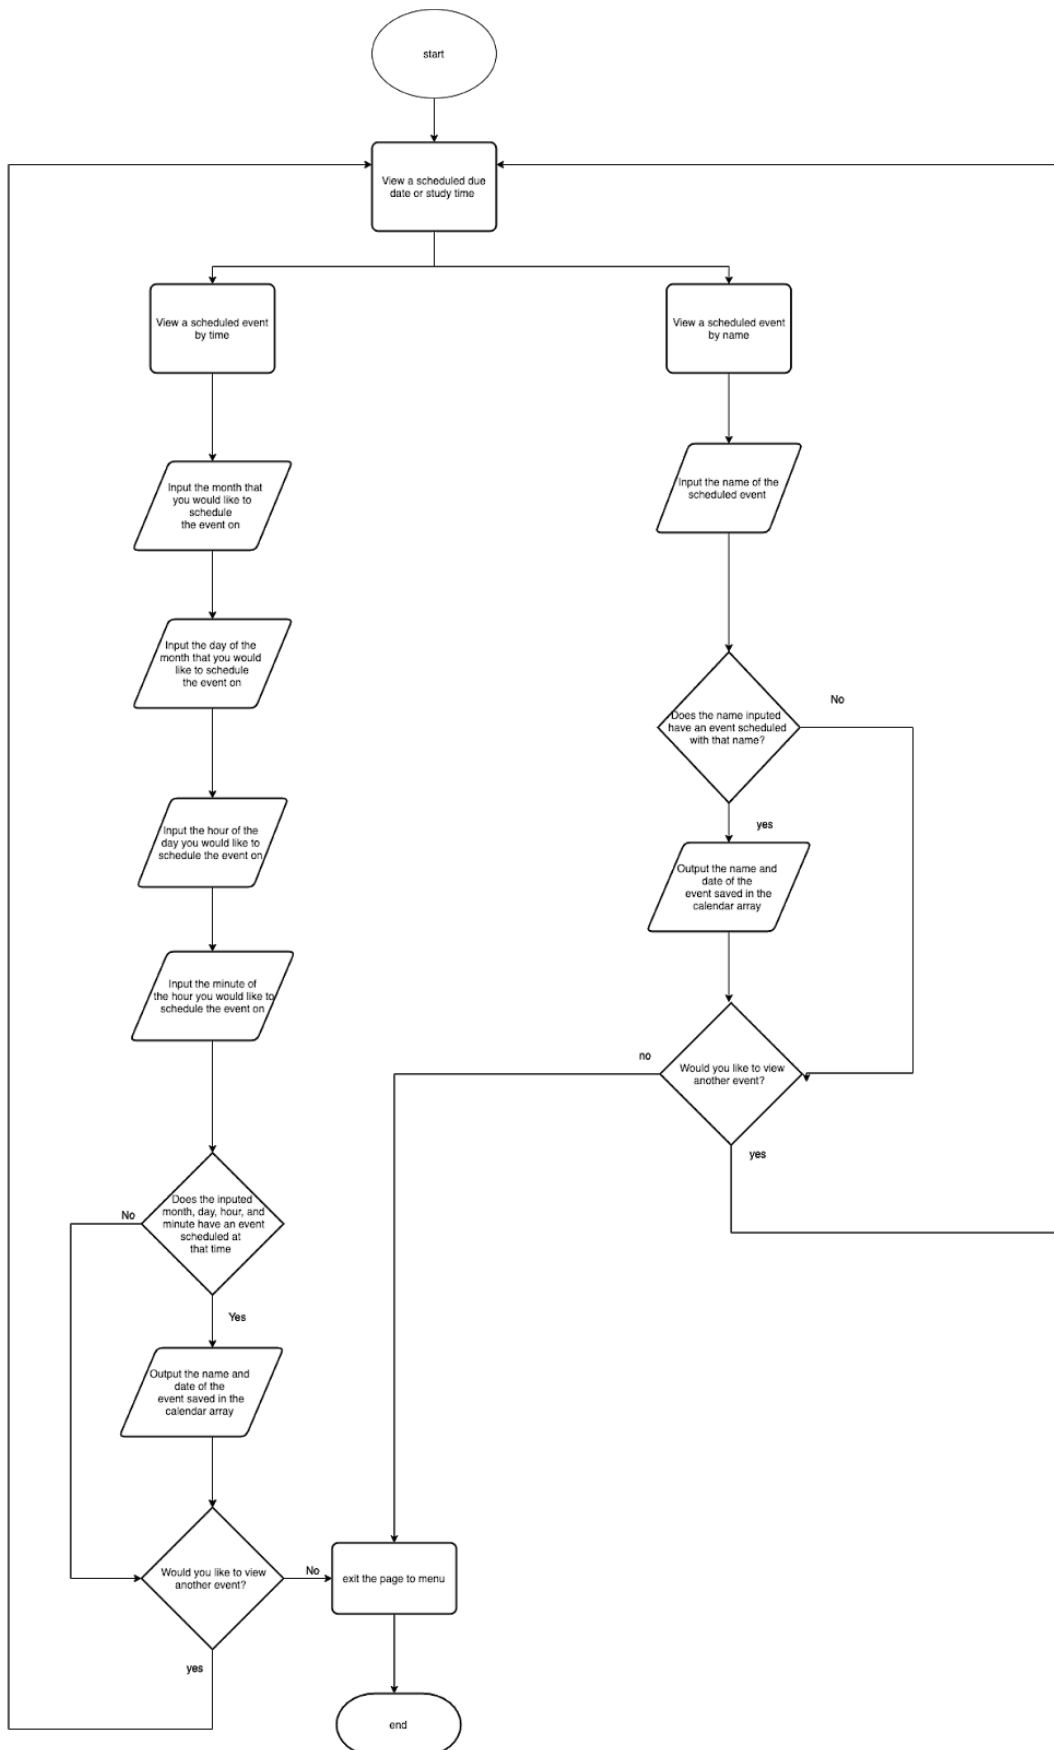 start
View a scheduled due
date or study time
View a scheduled event
by time
View a scheduled event
by name
Input the month that
you would like to
schedule
the event on
Input the name of the
scheduled event
Input the day of the
month that you would
like to schedule
the event on
No
Does the name inputed
have an event scheduled
with that name?
yes
Input the hour of the
day you would like to
schedule the event on
Output the name and
date of the
event saved in the
calendar array
Input the minute of
the hour you would like to
schedule the event on
no
Would you like to view
another event?
yes
No
Does the inputed
month, day, hour, and
minute have an event
scheduled at
that time
Yes
Output the name and
date of the
event saved in the
calendar array
Would you like to view
another event?
No
exit the page to menu
yes
end